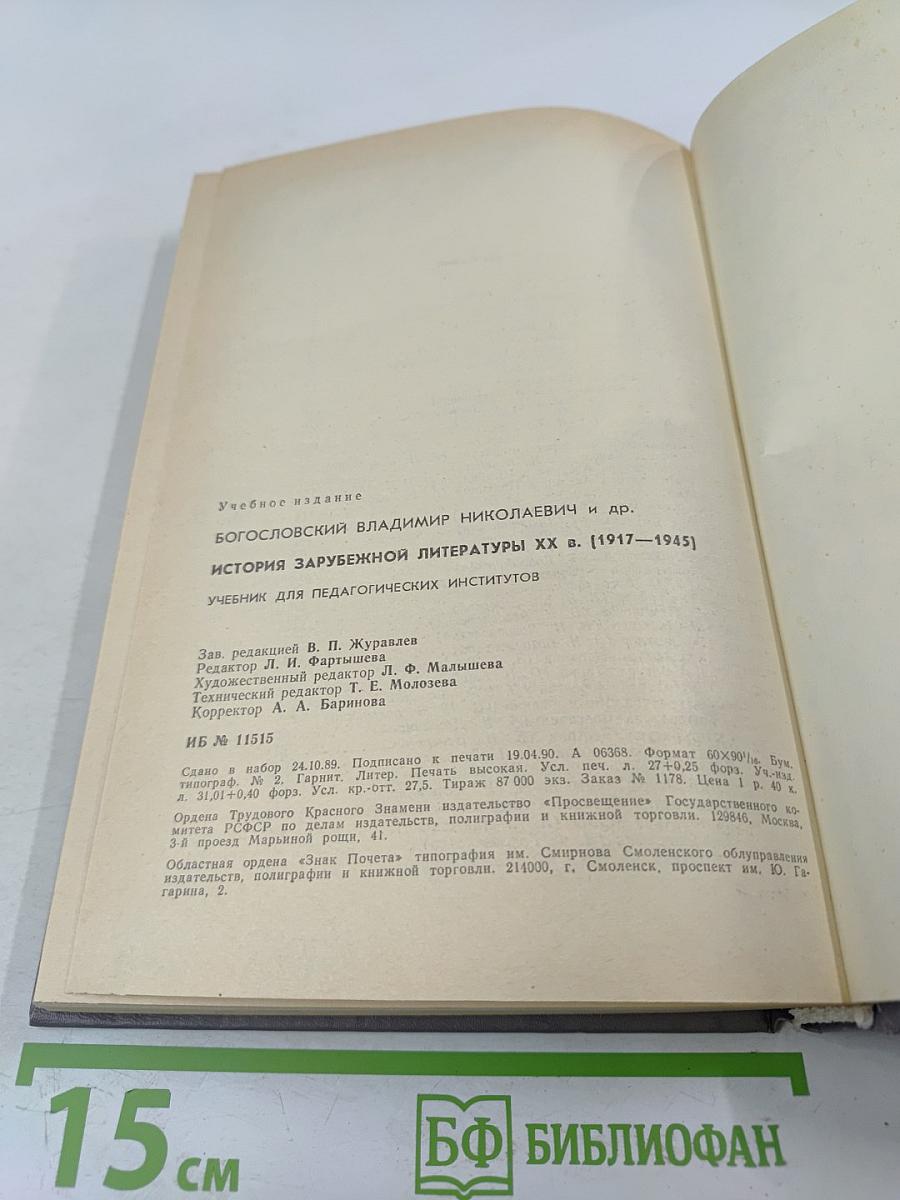 Учебное издание
БОГОСЛОВСКИЙ ВЛАДИМИР НИКОЛАЕВИЧ и др.
ИСТОРИЯ ЗАРУБЕЖНОЙ ЛИТЕРАТУРЫ XX в. (1917—1945)
УЧЕБНИК ДЛЯ ПЕДАГОГИЧЕСКИХ ИНСТИТУТОВ
Зав. редакцией В. П. Журавлев
Редактор Л. И. Фартышева
Художественный редактор Л. Ф. Малышева
Технический редактор Т. Е. Молозева
Корректор А. А. Баринова
ИБ № 11515
Сдано в набор 24.10.89. Подписано к печати 19.04.90. А 06368. Формат 60×90¹/₁₆. Бум.
типограф. № 2. Гарнит. Литер. Печать высокая. Усл. печ. л. 27+0,25 форз. Уч.-изд.
л. 31,01+0,40 форз. Усл. кр.-отт. 27,5. Тираж 87 000 экз. Заказ № 1178. Цена 1 р. 40 к.
Ордена Трудового Красного Знамени издательство «Просвещение» Государственного ко-
митета РСФСР по делам издательств, полиграфии и книжной торговли. 129846, Москва,
3-й проезд Марьиной рощи, 41.
Областная ордена «Знак Почета» типография им. Смирнова Смоленского облуправления
издательств, полиграфии и книжной торговли. 214000, г. Смоленск, проспект им. Ю. Га-
гарина, 2.
15 см
БФ БИБЛИОФАН